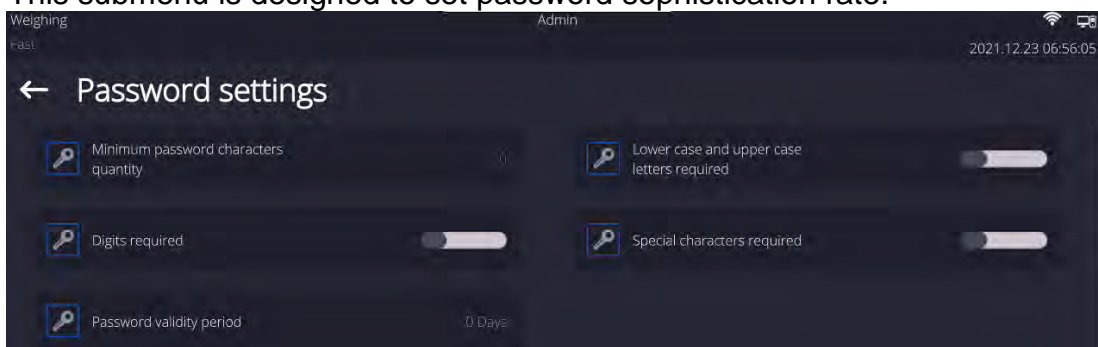 This submenu is designed to set password sophistication rate.
Weighing Admin
Fast 2021.12.23 06:56:05
← Password settings
Minimum password characters
quantity
0
Lower case and upper case
letters required
Digits required
Special characters required
Password validity period
0 Days